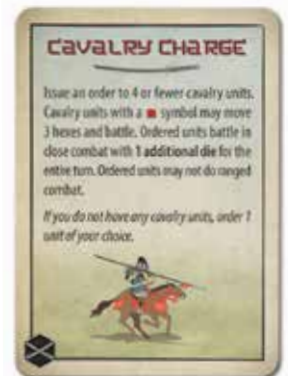 CAVALRY CHARGE
Issue an order to 4 or fewer cavalry units.
Cavalry units with a ■ symbol may move
3 hexes and battle. Ordered units battle in
close combat with 1 additional die for the
entire turn. Ordered units may not do ranged
combat.
If you do not have any cavalry units, order 1
unit of your choice.